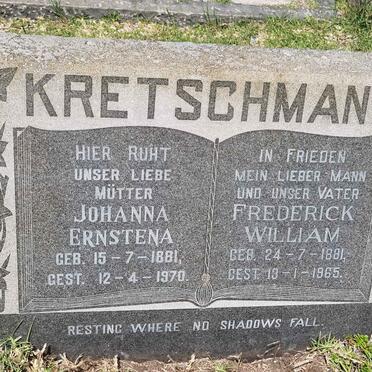 KRETSCHMAN
HIER RUHT
UNSER LIEBE
MÜTTER
JOHANNA
ERNSTENA
GEB. 15-7-1881,
GEST. 12-4-1970.
IN FRIEDEN
MEIN LIEBER MANN
UND UNSER VATER
FREDERICK
WILLIAM
GEB. 24-7-1881,
GEST. 19-1-1965.
RESTING WHERE NO SHADOWS FALL.